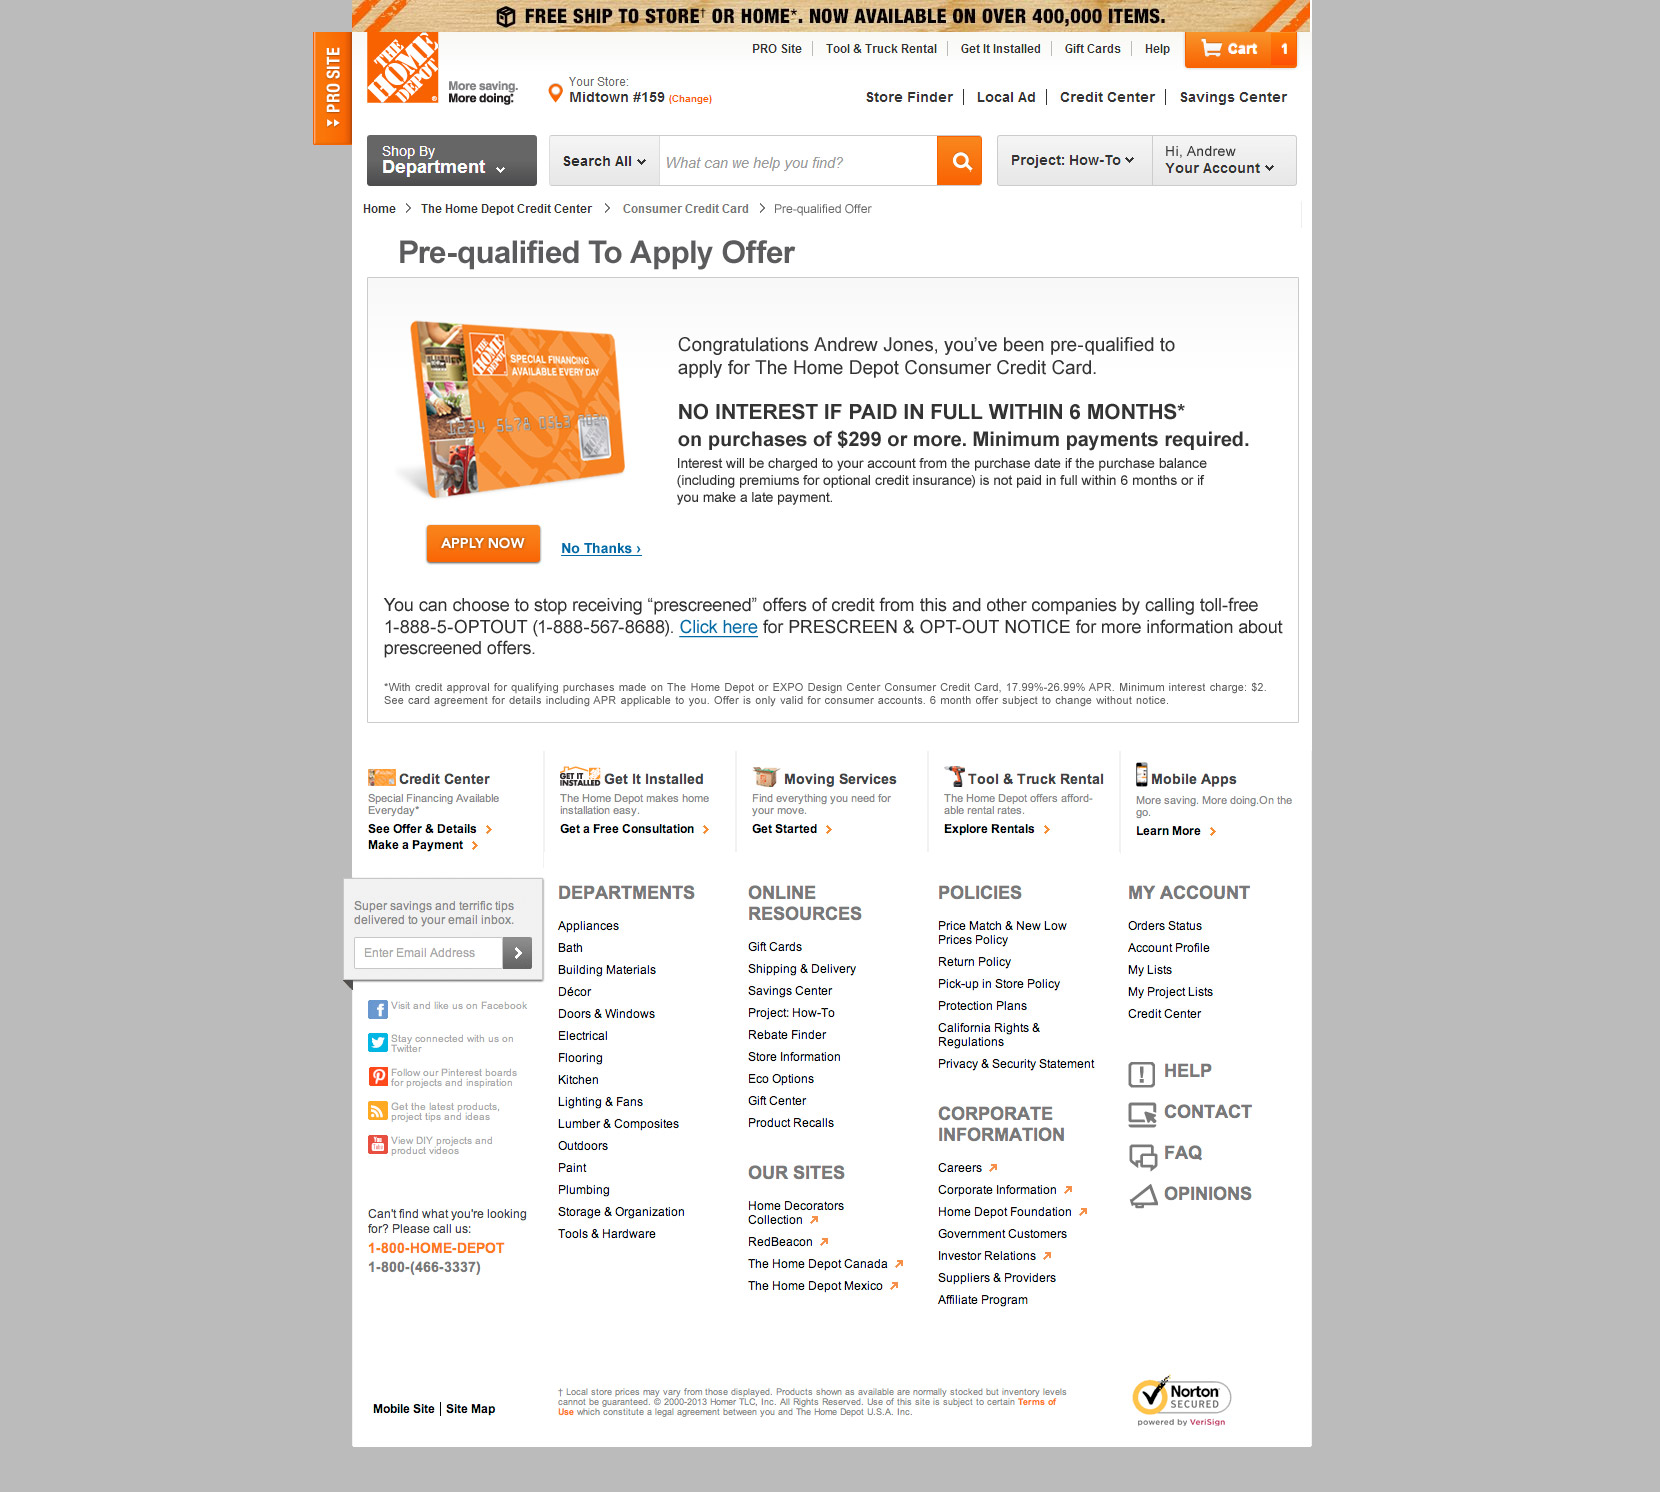 FREE SHIP TO STORE† OR HOME*. NOW AVAILABLE ON OVER 400,000 ITEMS.
PRO SITE
THE HOME DEPOT
More saving.
More doing.
PRO Site
Tool & Truck Rental
Get It Installed
Gift Cards
Help
Cart
1
Your Store:
Midtown #159 (Change)
Store Finder
Local Ad
Credit Center
Savings Center
Shop By
Department
Search All
What can we help you find?
Project: How-To
Hi, Andrew
Your Account
Home > The Home Depot Credit Center > Consumer Credit Card > Pre-qualified Offer
Pre-qualified To Apply Offer
THE HOME DEPOT
SPECIAL FINANCING
AVAILABLE EVERY DAY
Congratulations Andrew Jones, you’ve been pre-qualified to
apply for The Home Depot Consumer Credit Card.
NO INTEREST IF PAID IN FULL WITHIN 6 MONTHS*
on purchases of $299 or more. Minimum payments required.
Interest will be charged to your account from the purchase date if the purchase balance
(including premiums for optional credit insurance) is not paid in full within 6 months or if
you make a late payment.
APPLY NOW
No Thanks ›
You can choose to stop receiving “prescreened” offers of credit from this and other companies by calling toll-free
1-888-5-OPTOUT (1-888-567-8688). Click here for PRESCREEN & OPT-OUT NOTICE for more information about
prescreened offers.
*With credit approval for qualifying purchases made on The Home Depot or EXPO Design Center Consumer Credit Card, 17.99%-26.99% APR. Minimum interest charge: $2.
See card agreement for details including APR applicable to you. Offer is only valid for consumer accounts. 6 month offer subject to change without notice.
Credit Center
Special Financing Available
Everyday*
See Offer & Details
Make a Payment
GET IT
INSTALLED
Get It Installed
The Home Depot makes home
installation easy.
Get a Free Consultation
Moving Services
Find everything you need for
your move.
Get Started
Tool & Truck Rental
The Home Depot offers afford-
able rental rates.
Explore Rentals
Mobile Apps
More saving. More doing.On the
go.
Learn More
Super savings and terrific tips
delivered to your email inbox.
Enter Email Address
Visit and like us on Facebook
Stay connected with us on
Twitter
Follow our Pinterest boards
for projects and inspiration
Get the latest products,
project tips and ideas
View DIY projects and
product videos
Can't find what you're looking
for? Please call us:
1-800-HOME-DEPOT
1-800-(466-3337)
DEPARTMENTS
Appliances
Bath
Building Materials
Décor
Doors & Windows
Electrical
Flooring
Kitchen
Lighting & Fans
Lumber & Composites
Outdoors
Paint
Plumbing
Storage & Organization
Tools & Hardware
ONLINE
RESOURCES
Gift Cards
Shipping & Delivery
Savings Center
Project: How-To
Rebate Finder
Store Information
Eco Options
Gift Center
Product Recalls
OUR SITES
Home Decorators
Collection
RedBeacon
The Home Depot Canada
The Home Depot Mexico
POLICIES
Price Match & New Low
Prices Policy
Return Policy
Pick-up in Store Policy
Protection Plans
California Rights &
Regulations
Privacy & Security Statement
CORPORATE
INFORMATION
Careers
Corporate Information
Home Depot Foundation
Government Customers
Investor Relations
Suppliers & Providers
Affiliate Program
MY ACCOUNT
Orders Status
Account Profile
My Lists
My Project Lists
Credit Center
HELP
CONTACT
FAQ
OPINIONS
Mobile Site | Site Map
† Local store prices may vary from those displayed. Products shown as available are normally stocked but inventory levels
cannot be guaranteed. © 2000-2013 Homer TLC, Inc. All Rights Reserved. Use of this site is subject to certain Terms of
Use which constitute a legal agreement between you and The Home Depot U.S.A. Inc.
Norton
SECURED
powered by VeriSign